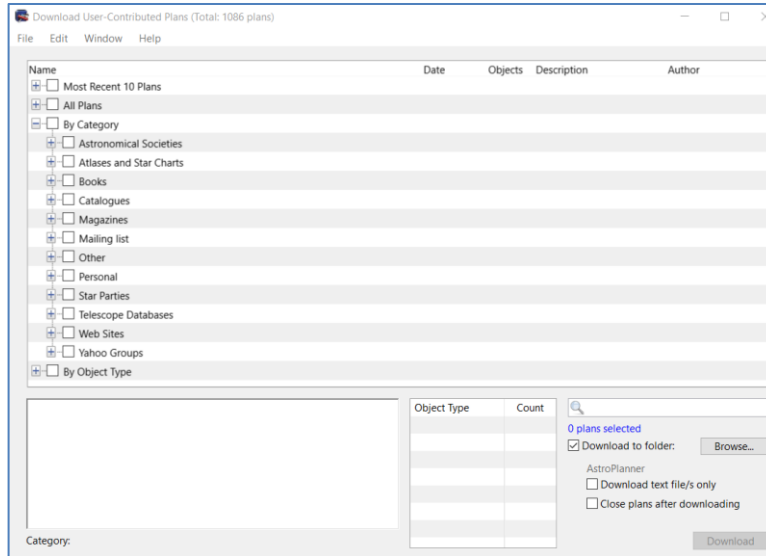 Download User-Contributed Plans (Total: 1086 plans)
File Edit Window Help
Name Date Objects Description Author
Most Recent 10 Plans
All Plans
By Category
Astronomical Societies
Atlases and Star Charts
Books
Catalogues
Magazines
Mailing list
Other
Personal
Star Parties
Telescope Databases
Web Sites
Yahoo Groups
By Object Type
Object Type Count
0 plans selected
Download to folder: Browse...
AstroPlanner
Download text file/s only
Close plans after downloading
Category: Download